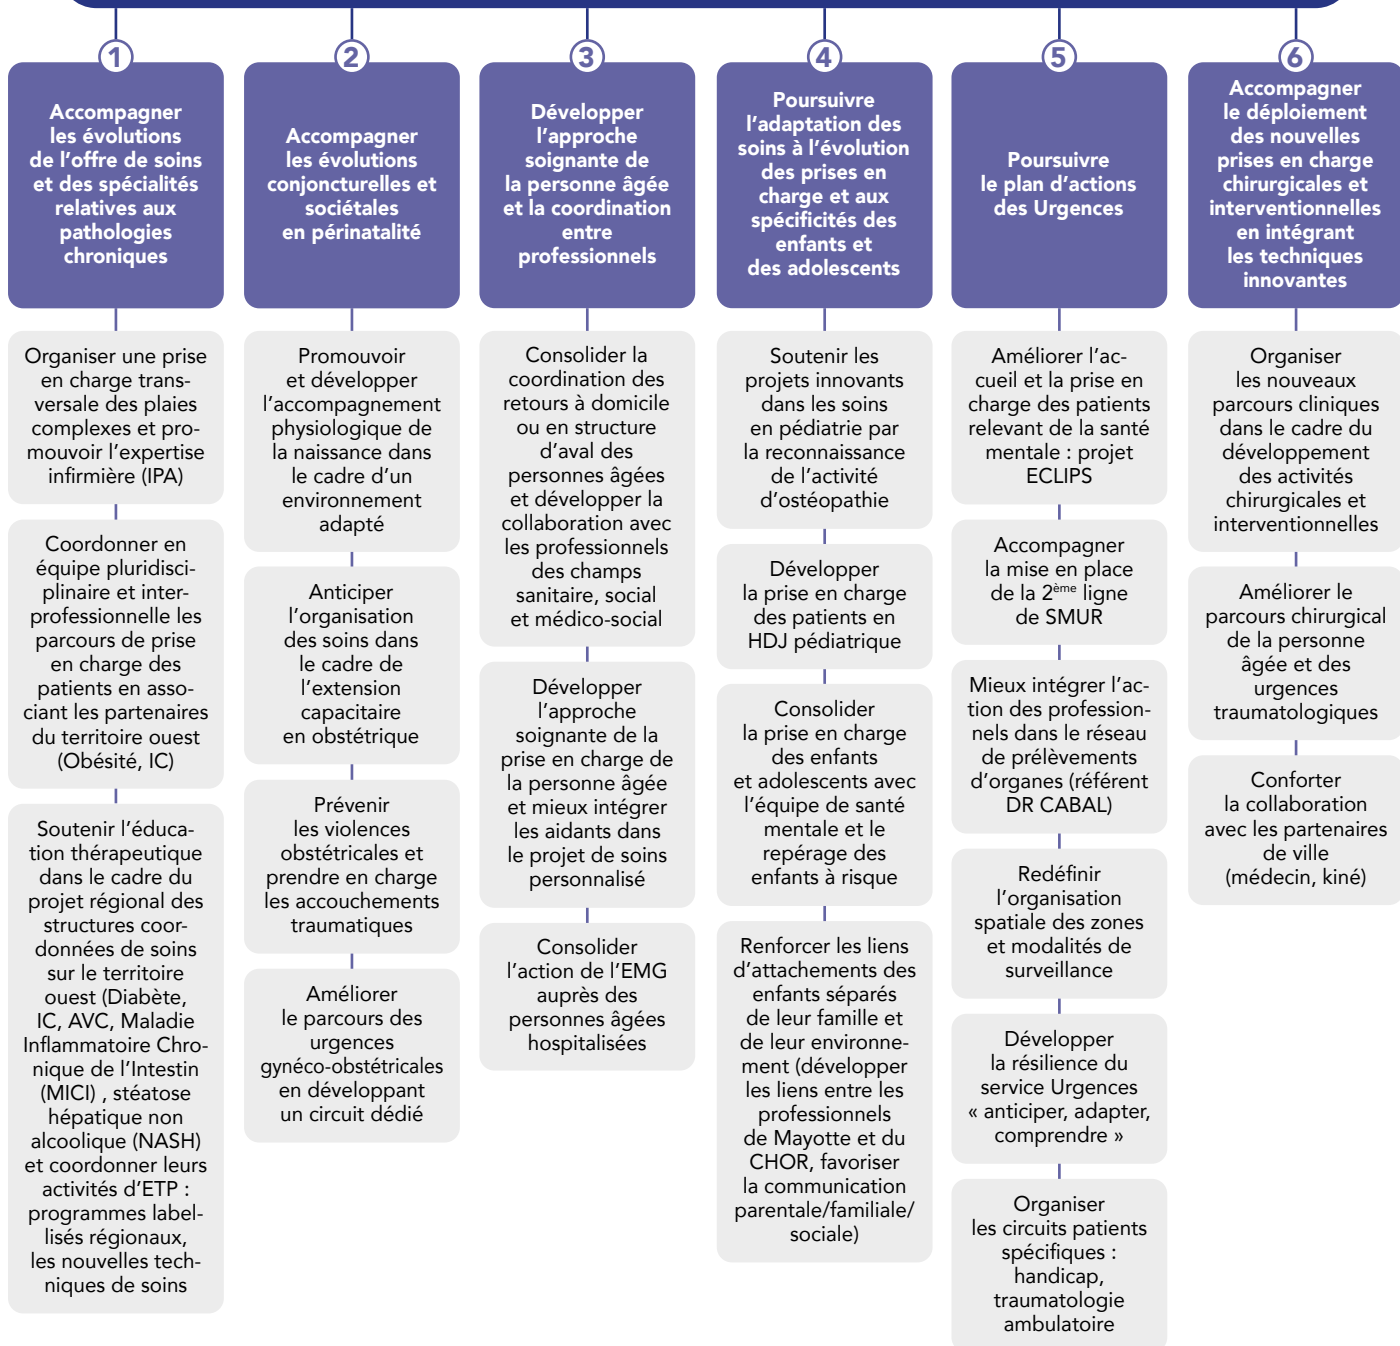 1
Accompagner
les évolutions
de l'offre de soins
et des spécialités
relatives aux
pathologies
chroniques
Organiser une prise
en charge trans-
versale des plaies
complexes et pro-
mouvoir l'expertise
infirmière (IPA)
Coordonner en
équipe pluridisci-
plinaire et inter-
professionnelle les
parcours de prise
en charge des
patients en asso-
ciant les partenaires
du territoire ouest
(Obésité, IC)
Soutenir l'éduca-
tion thérapeutique
dans le cadre du
projet régional des
structures coor-
données de soins
sur le territoire
ouest (Diabète,
IC, AVC, Maladie
Inflammatoire Chro-
nique de l'Intestin
(MICI) , stéatose
hépatique non
alcoolique (NASH)
et coordonner leurs
activités d'ETP :
programmes label-
lisés régionaux,
les nouvelles tech-
niques de soins
2
Accompagner
les évolutions
conjoncturelles et
sociétales
en périnatalité
Promouvoir
et développer
l'accompagnement
physiologique de
la naissance dans
le cadre d'un
environnement
adapté
Anticiper
l'organisation
des soins dans
le cadre de
l'extension
capacitaire
en obstétrique
Prévenir
les violences
obstétricales et
prendre en charge
les accouchements
traumatiques
Améliorer
le parcours des
urgences
gynéco-obstétricales
en développant
un circuit dédié
3
Développer
l'approche
soignante de
la personne âgée
et la coordination
entre
professionnels
Consolider la
coordination des
retours à domicile
ou en structure
d'aval des
personnes âgées
et développer la
collaboration avec
les professionnels
des champs
sanitaire, social
et médico-social
Développer
l'approche
soignante de la
prise en charge de
la personne âgée
et mieux intégrer
les aidants dans
le projet de soins
personnalisé
Consolider
l'action de l'EMG
auprès des
personnes âgées
hospitalisées
4
Poursuivre
l'adaptation des
soins à l'évolution
des prises en
charge et aux
spécificités des
enfants et
des adolescents
Soutenir les
projets innovants
dans les soins
en pédiatrie par
la reconnaissance
de l'activité
d'ostéopathie
Développer
la prise en charge
des patients en
HDJ pédiatrique
Consolider
la prise en charge
des enfants
et adolescents avec
l'équipe de santé
mentale et le
repérage des
enfants à risque
Renforcer les liens
d'attachements des
enfants séparés
de leur famille et
de leur environne-
ment (développer
les liens entre les
professionnels
de Mayotte et du
CHOR, favoriser
la communication
parentale/familiale/
sociale)
5
Poursuivre
le plan d'actions
des Urgences
Améliorer l'ac-
cueil et la prise en
charge des patients
relevant de la santé
mentale : projet
ECLIPS
Accompagner
la mise en place
de la 2ème ligne
de SMUR
Mieux intégrer l'ac-
tion des profession-
nels dans le réseau
de prélèvements
d'organes (référent
DR CABAL)
Redéfinir
l'organisation
spatiale des zones
et modalités de
surveillance
Développer
la résilience du
service Urgences
« anticiper, adapter,
comprendre »
Organiser
les circuits patients
spécifiques :
handicap,
traumatologie
ambulatoire
6
Accompagner
le déploiement
des nouvelles
prises en charge
chirurgicales et
interventionnelles
en intégrant
les techniques
innovantes
Organiser
les nouveaux
parcours cliniques
dans le cadre du
développement
des activités
chirurgicales et
interventionnelles
Améliorer le
parcours chirurgical
de la personne
âgée et des
urgences
traumatologiques
Conforter
la collaboration
avec les partenaires
de ville
(médecin, kiné)